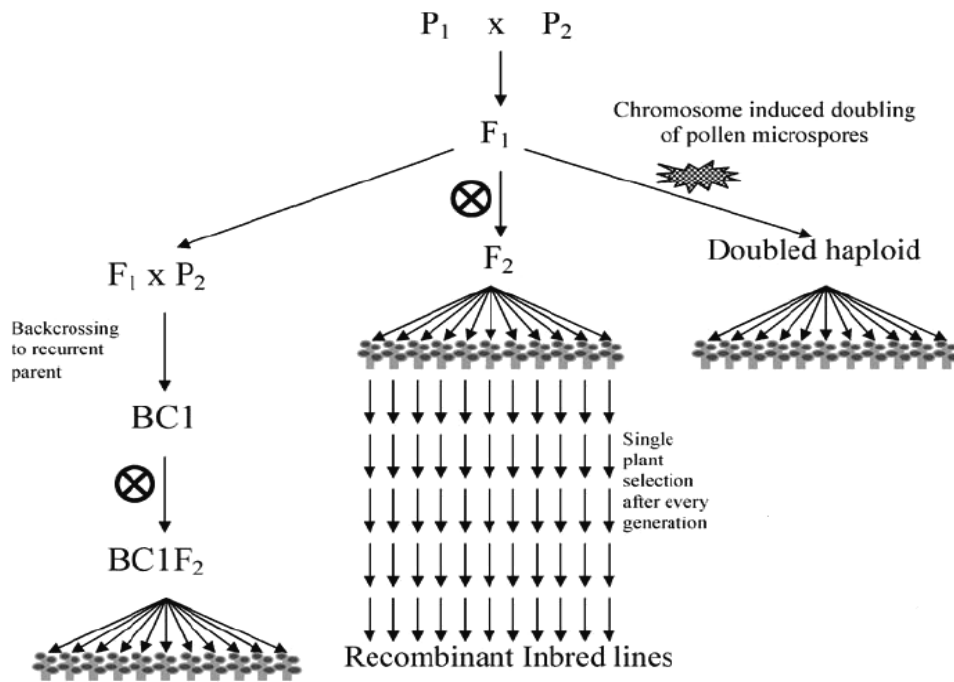 P₁ x P₂
Chromosome induced doubling
of pollen microspores
F₁
F₁ x P₂
F₂
Doubled haploid
Backcrossing
to recurrent
parent
BC1
Single
plant
selection
after every
generation
BC1F₂
Recombinant Inbred lines